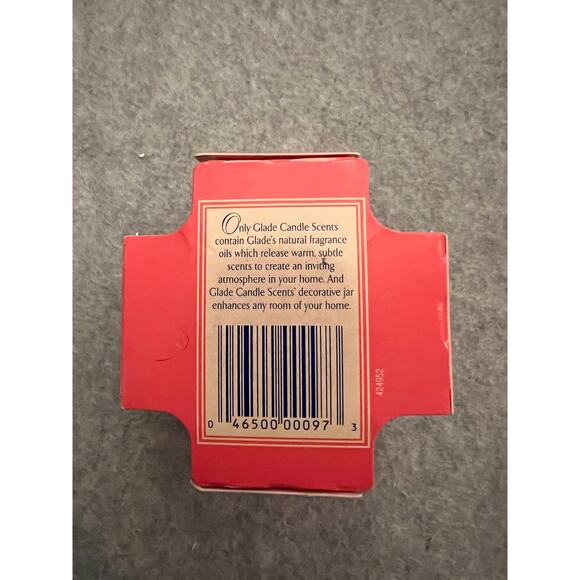 Only Glade Candle Scents
contain Glade's natural fragrance
oils which release warm, subtle
scents to create an inviting
atmosphere in your home. And
Glade Candle Scents' decorative jar
enhances any room of your home.
0 46500 00097 3
424952